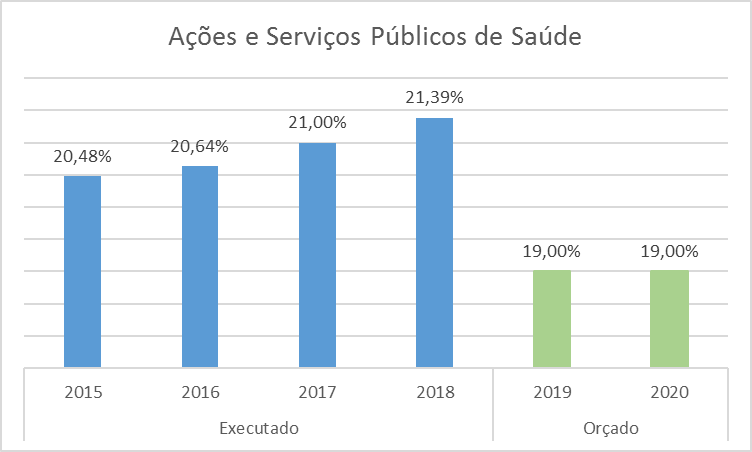 Ações e Serviços Públicos de Saúde
20,48%
20,64%
21,00%
21,39%
19,00%
19,00%
2015 2016 2017 2018 2019 2020
Executado Orçado